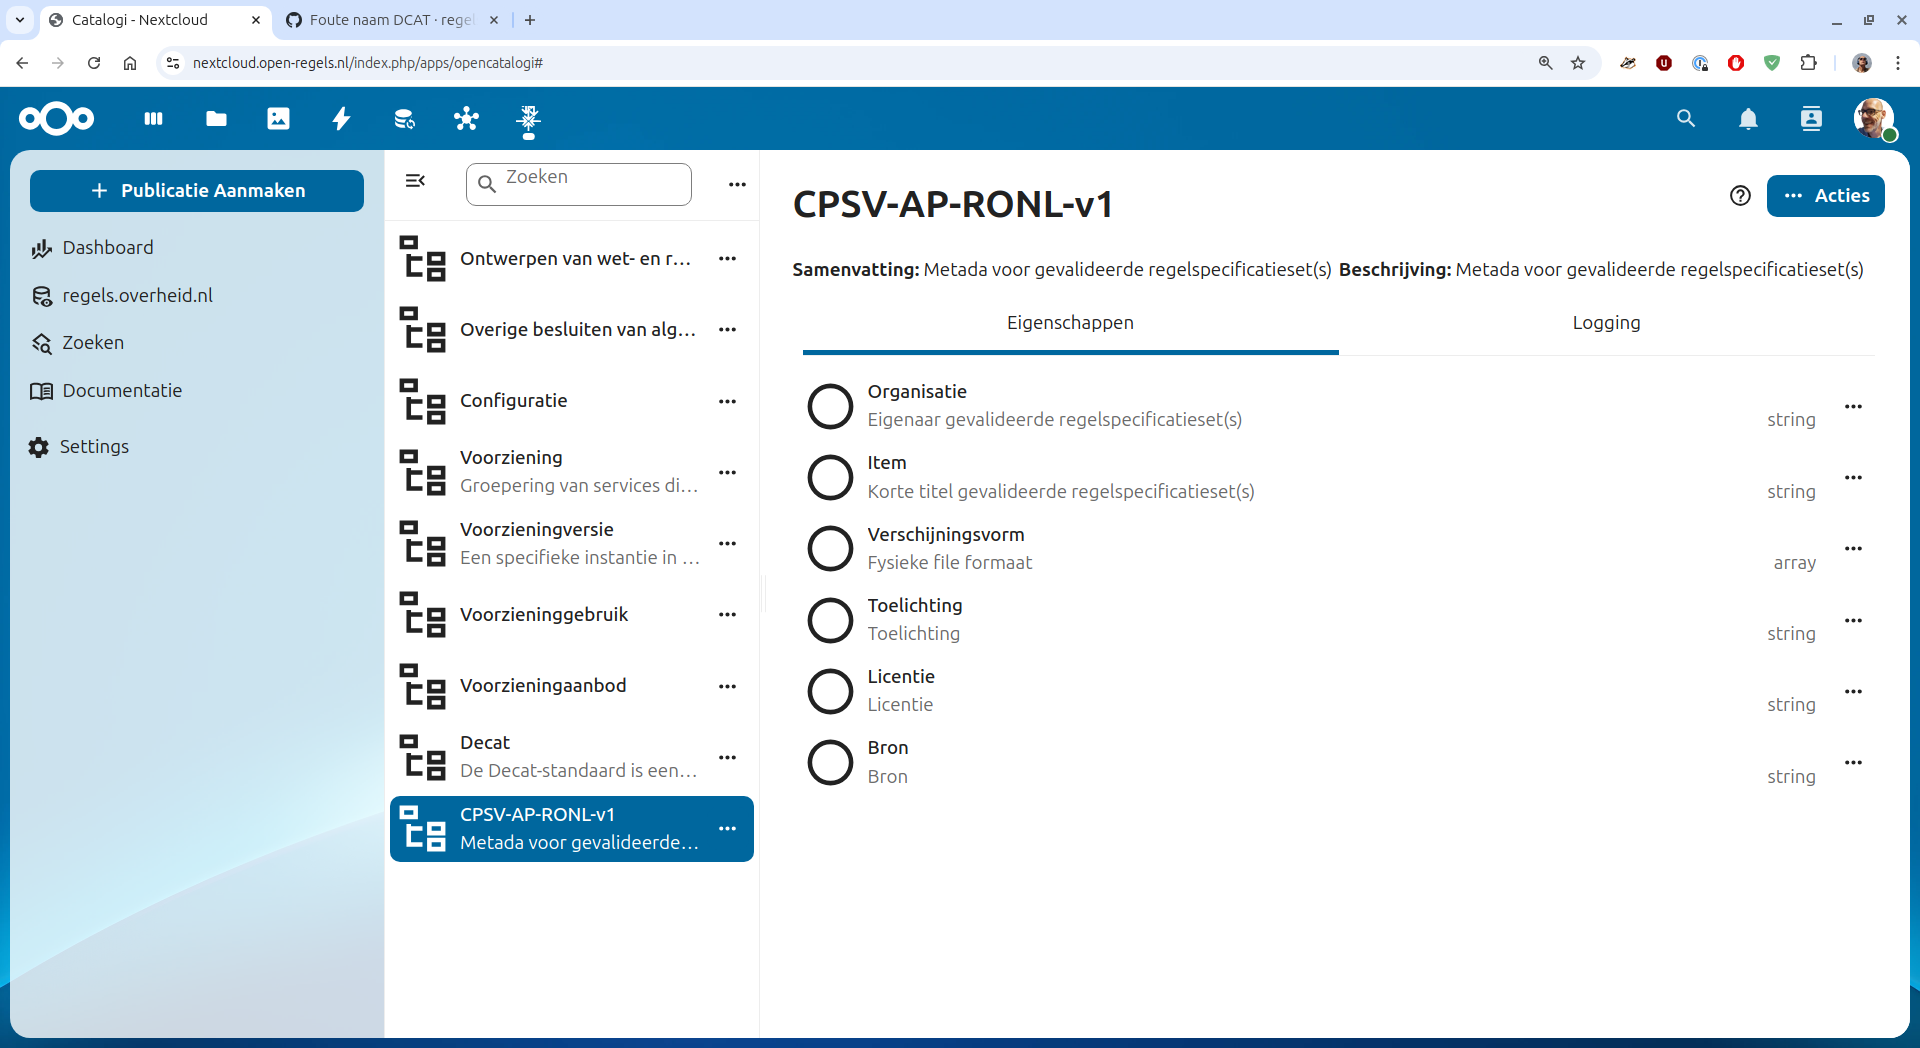 Catalogi - Nextcloud
Foute naam DCAT · rege
nextcloud.open-regels.nl/index.php/apps/opencatalogi#
Publicatie Aanmaken
Dashboard
regels.overheid.nl
Zoeken
Documentatie
Settings
Zoeken
Ontwerpen van wet- en r…
Overige besluiten van alg…
Configuratie
Voorziening
Groepering van services di…
Voorzieningversie
Een specifieke instantie in …
Voorzieninggebruik
Voorzieningaanbod
Decat
De Decat-standaard is een…
CPSV-AP-RONL-v1
Metada voor gevalideerde…
CPSV-AP-RONL-v1
Acties
Samenvatting: Metada voor gevalideerde regelspecificatieset(s) Beschrijving: Metada voor gevalideerde regelspecificatieset(s)
Eigenschappen
Logging
Organisatie
Eigenaar gevalideerde regelspecificatieset(s)
string
Item
Korte titel gevalideerde regelspecificatieset(s)
string
Verschijningsvorm
Fysieke file formaat
array
Toelichting
Toelichting
string
Licentie
Licentie
string
Bron
Bron
string